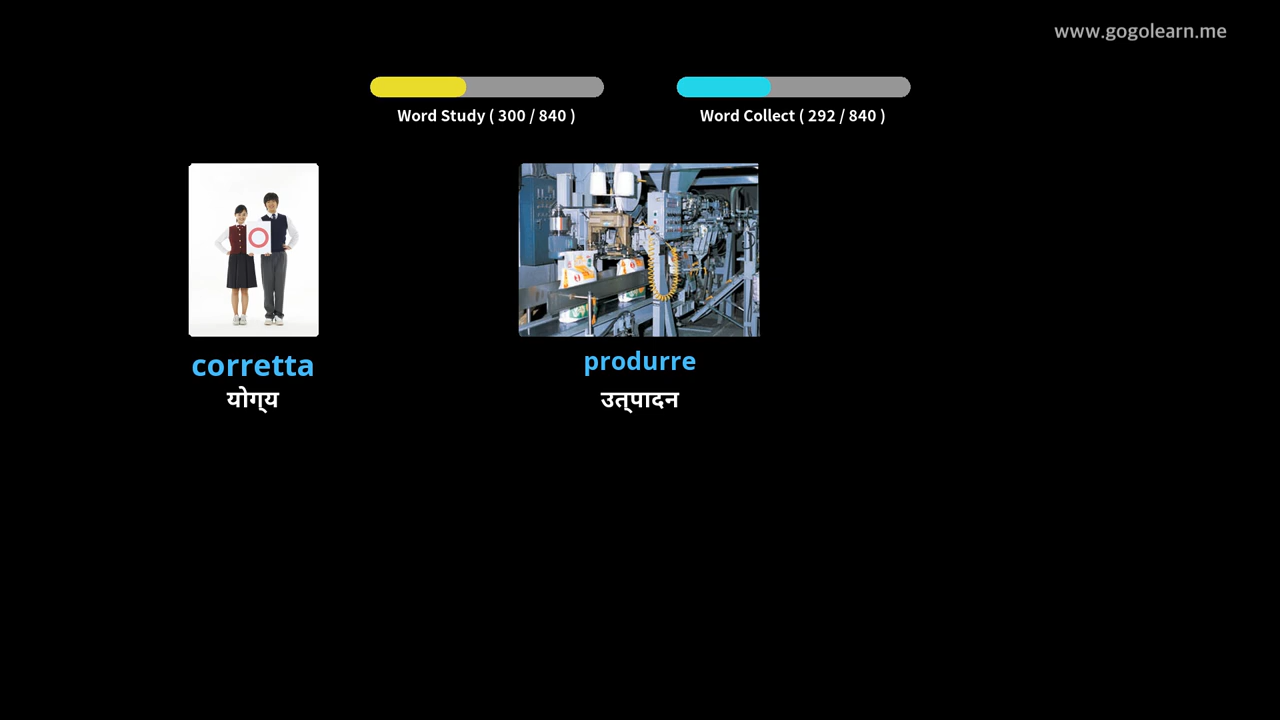 www.gogolearn.me
Word Study ( 300 / 840 )
Word Collect ( 292 / 840 )
corretta
योग्य
produrre
उत्पादन